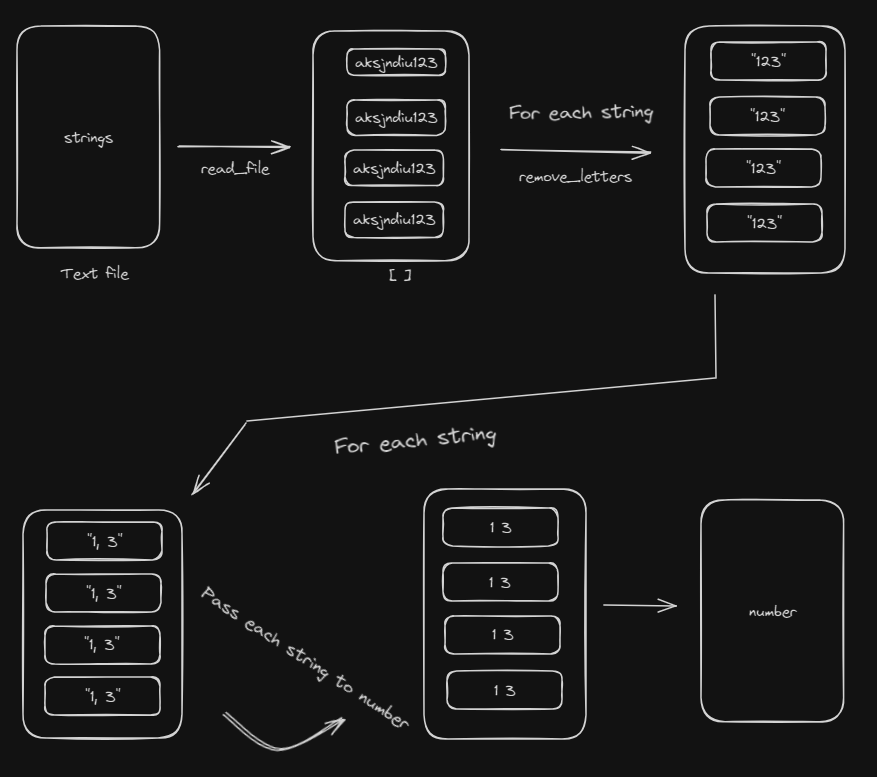 strings
Text file
read_file
aksjndiu123
aksjndiu123
aksjndiu123
aksjndiu123
[ ]
For each string
remove_letters
"123"
"123"
"123"
"123"
For each string
"1, 3"
"1, 3"
"1, 3"
"1, 3"
Pass each string to number
1 3
1 3
1 3
1 3
number